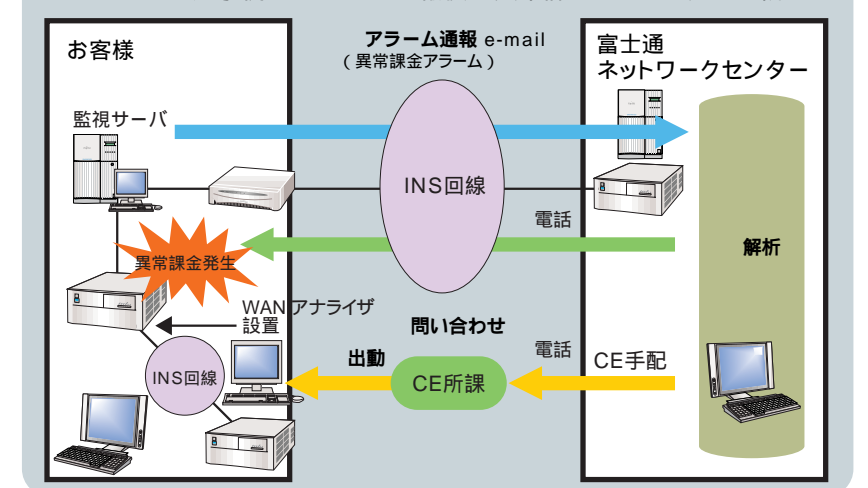 お客様
アラーム通報 e-mail
（異常課金アラーム）
富士通
ネットワークセンター
監視サーバ
INS回線
電話
異常課金発生
解析
WANアナライザ
設置
問い合わせ
INS回線
出動
CE所課
電話
CE手配